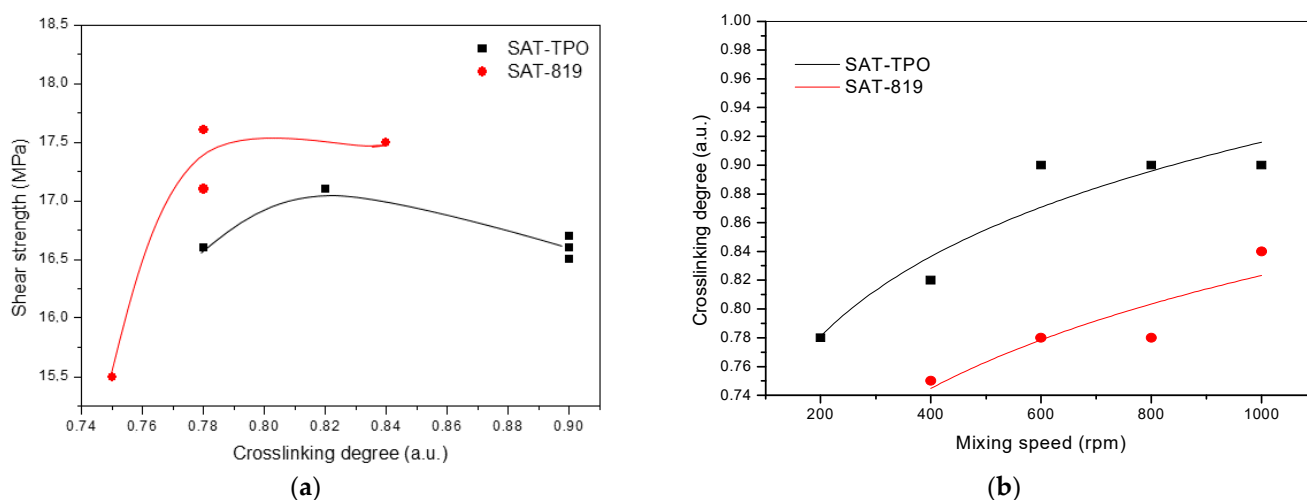 18,5
18,0
17,5
17,0
16,5
16,0
15,5
Shear strength (MPa)
SAT-TPO
SAT-819
0.74 0.76 0.78 0.80 0.82 0.84 0.86 0.88 0.90
Crosslinking degree (a.u.)
(a)
1.00
0.98
0.96
0.94
0.92
0.90
0.88
0.86
0.84
0.82
0.80
0.78
0.76
0.74
Crosslinking degree (a.u.)
SAT-TPO
SAT-819
200 400 600 800 1000
Mixing speed (rpm)
(b)